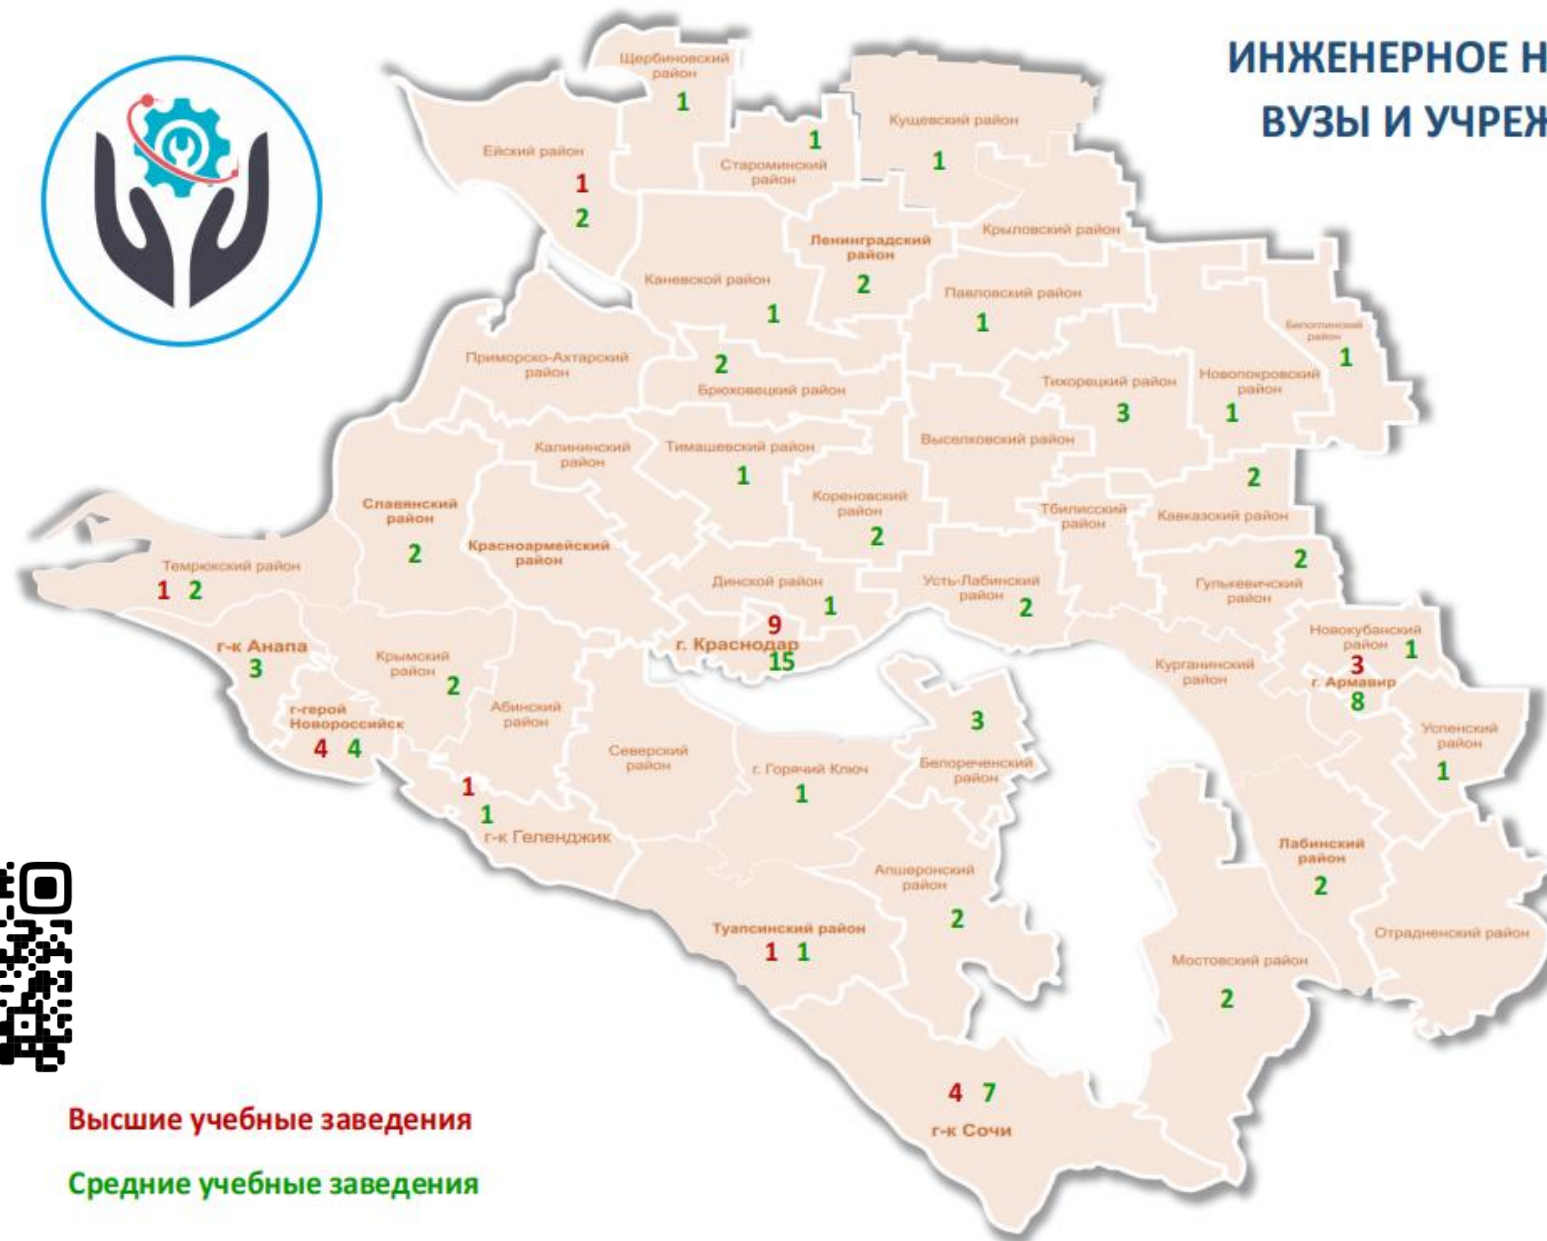 ИНЖЕНЕРНОЕ Н
ВУЗЫ И УЧРЕЖ
Щербиновский
район
1
Ейский район
1
2
Староминский
район
1
Кущевский район
1
Крыловский район
Ленинградский
район
2
Каневской район
1
Павловский район
1
Белоглинский
район
1
Приморско-Ахтарский
район
2
Брюховецкий район
Тихорецкий район
3
Новопокровский
район
1
Калининский
район
Тимашевский район
1
Выселковский район
Кореновский
район
2
Тбилисский
район
2
Кавказский район
Славянский
район
2
Красноармейский
район
Темрюкский район
1 2
Динской район
1
Усть-Лабинский
район
2
2
Гулькевичский
район
9
г. Краснодар
15
г-к Анапа
3
Крымский
район
2
Новокубанский
район
1
3
г. Армавир
8
Курганинский
район
г-герой
Новороссийск
4 4
Абинский
район
Северский
район
г. Горячий Ключ
1
3
Белореченский
район
Успенский
район
1
1
1
г-к Геленджик
Апшеронский
район
2
Лабинский
район
2
Туапсинский район
1 1
Отрадненский район
Мостовский район
2
4 7
г-к Сочи
Высшие учебные заведения
Средние учебные заведения